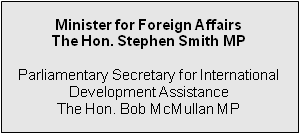 Minister for Foreign Affairs
The Hon. Stephen Smith MP
Parliamentary Secretary for International
Development Assistance
The Hon. Bob McMullan MP